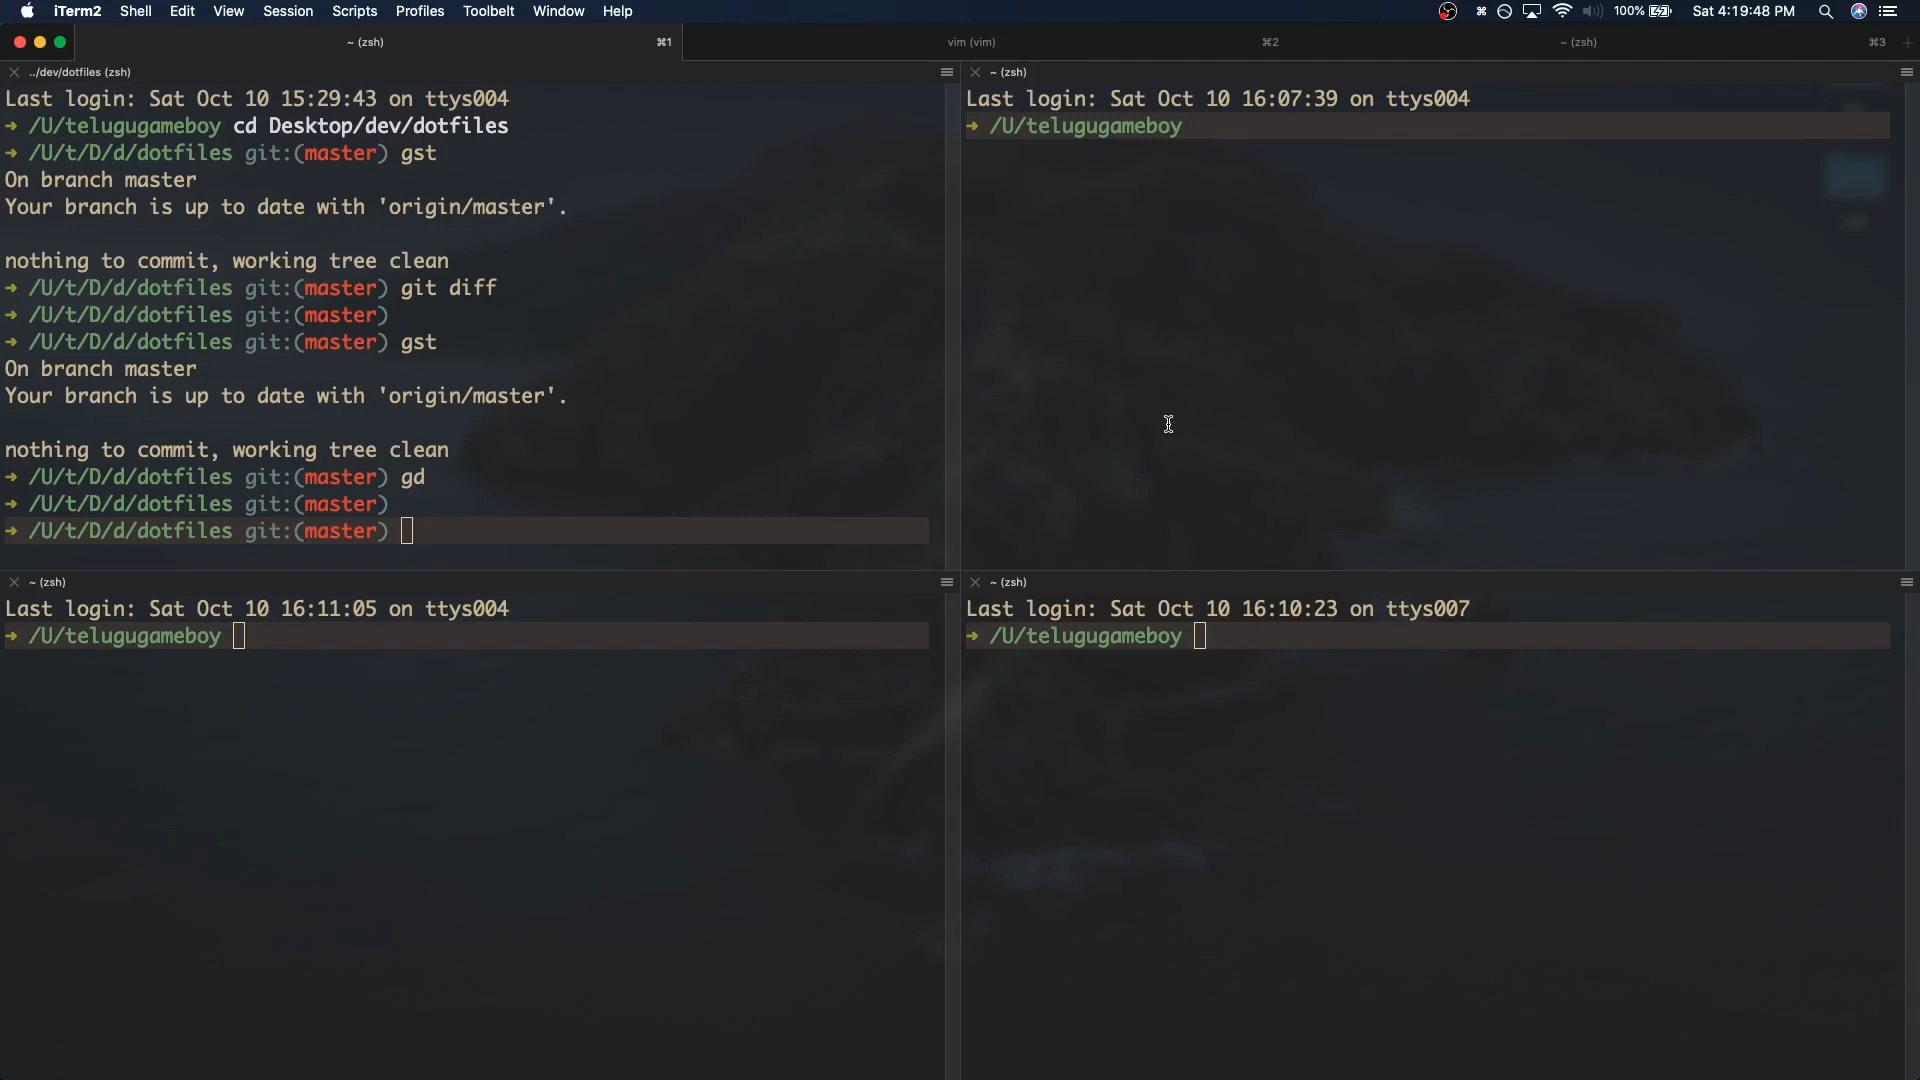 iTerm2 Shell Edit View Session Scripts Profiles Toolbelt Window Help 100% Sat 4:19:48 PM
~ (zsh) ⌘1 vim (vim) ⌘2 ~ (zsh) ⌘3
../dev/dotfiles (zsh)
Last login: Sat Oct 10 15:29:43 on ttys004
➜ /U/telugugameboy cd Desktop/dev/dotfiles
➜ /U/t/D/d/dotfiles git:(master) gst
On branch master
Your branch is up to date with 'origin/master'.
nothing to commit, working tree clean
➜ /U/t/D/d/dotfiles git:(master) git diff
➜ /U/t/D/d/dotfiles git:(master)
➜ /U/t/D/d/dotfiles git:(master) gst
On branch master
Your branch is up to date with 'origin/master'.
nothing to commit, working tree clean
➜ /U/t/D/d/dotfiles git:(master) gd
➜ /U/t/D/d/dotfiles git:(master)
➜ /U/t/D/d/dotfiles git:(master)
~ (zsh)
Last login: Sat Oct 10 16:07:39 on ttys004
➜ /U/telugugameboy
~ (zsh)
Last login: Sat Oct 10 16:11:05 on ttys004
➜ /U/telugugameboy
~ (zsh)
Last login: Sat Oct 10 16:10:23 on ttys007
➜ /U/telugugameboy